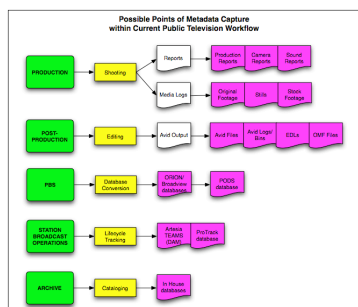 Possible Points of Metadata Capture
within Current Public Television Workflow
PRODUCTION
Shooting
Reports
Production
Reports
Camera
Reports
Sound
Reports
Media Logs
Original
Footage
Stills
Stock
Footage
POST-
PRODUCTION
Editing
Avid Output
Avid Files
Avid Logs/
Bins
EDLs
OMF Files
PBS
Database
Conversion
ORION/
Broadview
databases
PODS
database
STATION
BROADCAST
OPERATIONS
Lifecycle
Tracking
Artesia
TEAMS
(DAM)
ProTrack
database
ARCHIVE
Cataloging
In House
databases